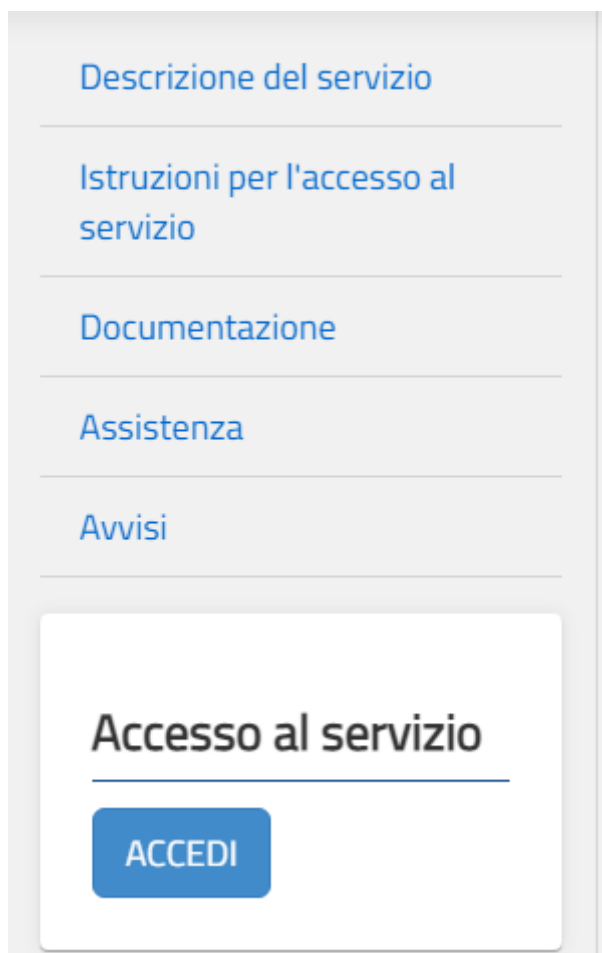 Descrizione del servizio
Istruzioni per l'accesso al
servizio
Documentazione
Assistenza
Avvisi
Accesso al servizio
ACCEDI